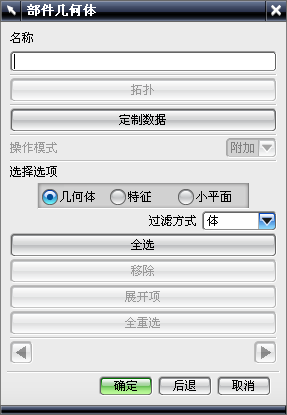 部件几何体
名称
拓扑
定制数据
操作模式 附加
选择选项
几何体 特征 小平面
过滤方式 体
全选
移除
展开项
全重选
确定 后退 取消